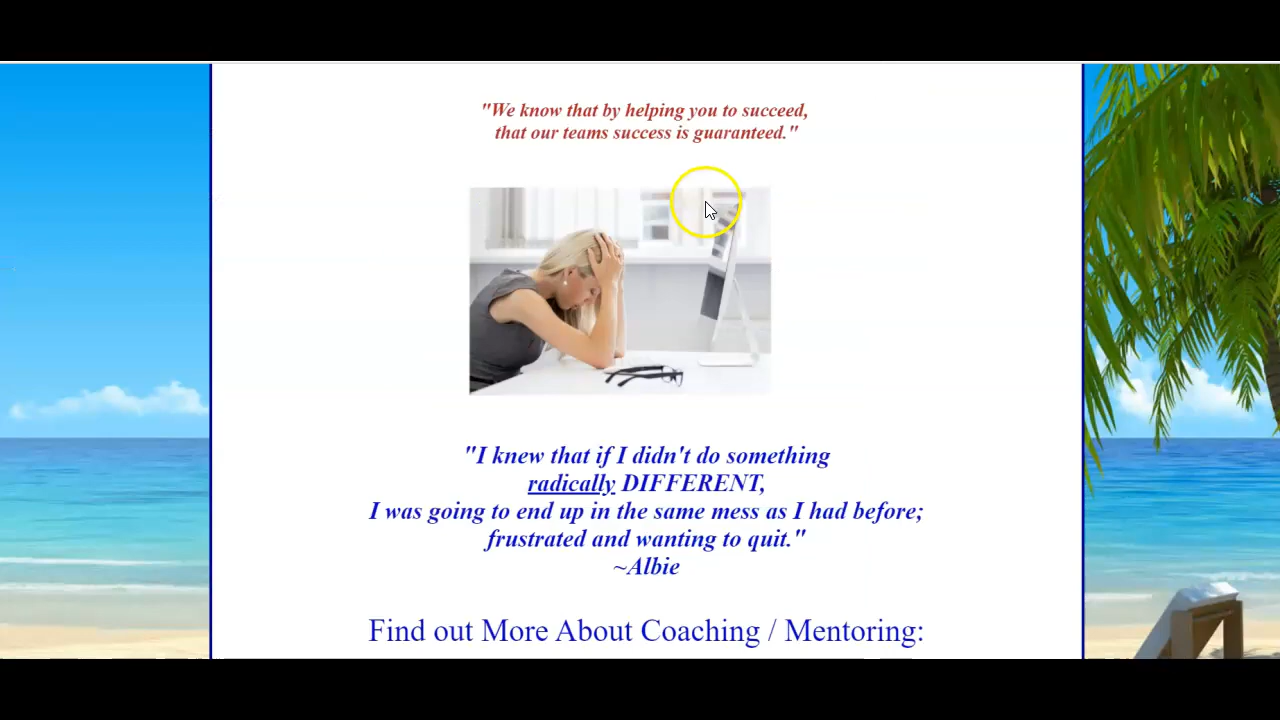 "We know that by helping you to succeed,
that our teams success is guaranteed."
"I knew that if I didn't do something
radically DIFFERENT,
I was going to end up in the same mess as I had before;
frustrated and wanting to quit."
~Albie
Find out More About Coaching / Mentoring: